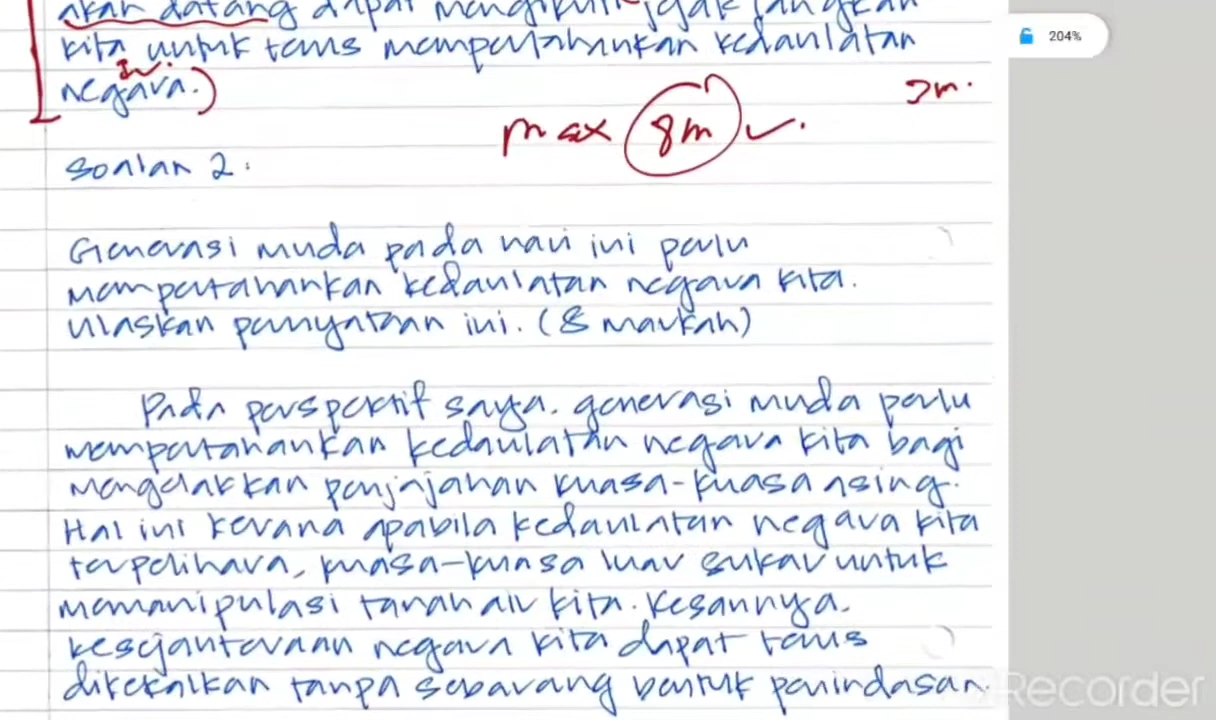 akan datang dapat mengikuti jejak langkah
kita untuk terus mempertahankan kedaulatan
negara.)
204%
max 8m
Soalan 2:
Generasi muda pada hari ini perlu
mempertahankan kedaulatan negara kita.
Ulaskan pernyataan ini. (8 markah)
Pada perspektif saya, generasi muda perlu
mempertahankan kedaulatan negara kita bagi
mengelakkan penjajahan kuasa-kuasa asing.
Hal ini kerana apabila kedaulatan negara kita
terpelihara, kuasa-kuasa luar sukar untuk
memanipulasi tanah air kita. Kesannya,
kesejahteraan negara kita dapat terus
dikekalkan tanpa sebarang bentuk penindasan.
Recorder